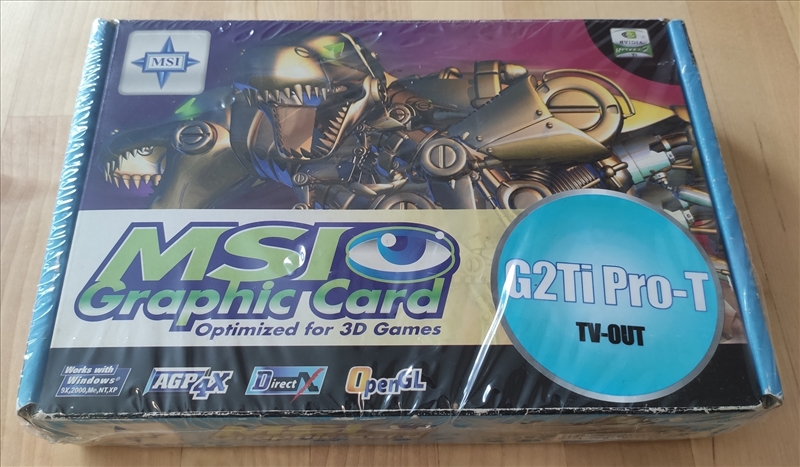 MSI
NVIDIA
MSI
Graphic Card
Optimized for 3D Games
G2Ti Pro-T
TV-OUT
Works with
Windows®
9X,2000,Me,NT,XP
AGP4X
DirectX
OpenGL